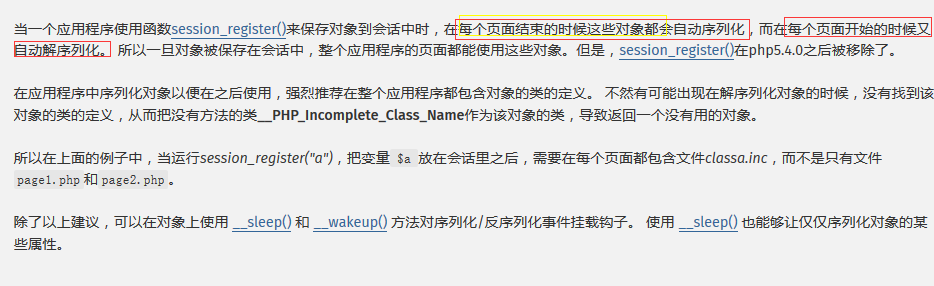 当一个应用程序使用函数session_register()来保存对象到会话中时，在每个页面结束的时候这些对象都会自动序列化，而在每个页面开始的时候又
自动解序列化。 所以一旦对象被保存在会话中，整个应用程序的页面都能使用这些对象。但是，session_register()在php5.4.0之后被移除了。
在应用程序中序列化对象以便在之后使用，强烈推荐在整个应用程序都包含对象的类的定义。 不然有可能出现在解序列化对象的时候，没有找到该
对象的类的定义，从而把没有方法的类__PHP_Incomplete_Class_Name作为该对象的类，导致返回一个没有用的对象。
所以在上面的例子中，当运行session_register("a")，把变量 $a 放在会话里之后，需要在每个页面都包含文件classa.inc，而不是只有文件
page1.php和page2.php。
除了以上建议，可以在对象上使用 __sleep() 和 __wakeup() 方法对序列化/反序列化事件挂载钩子。 使用 __sleep() 也能够让仅仅序列化对象的某
些属性。